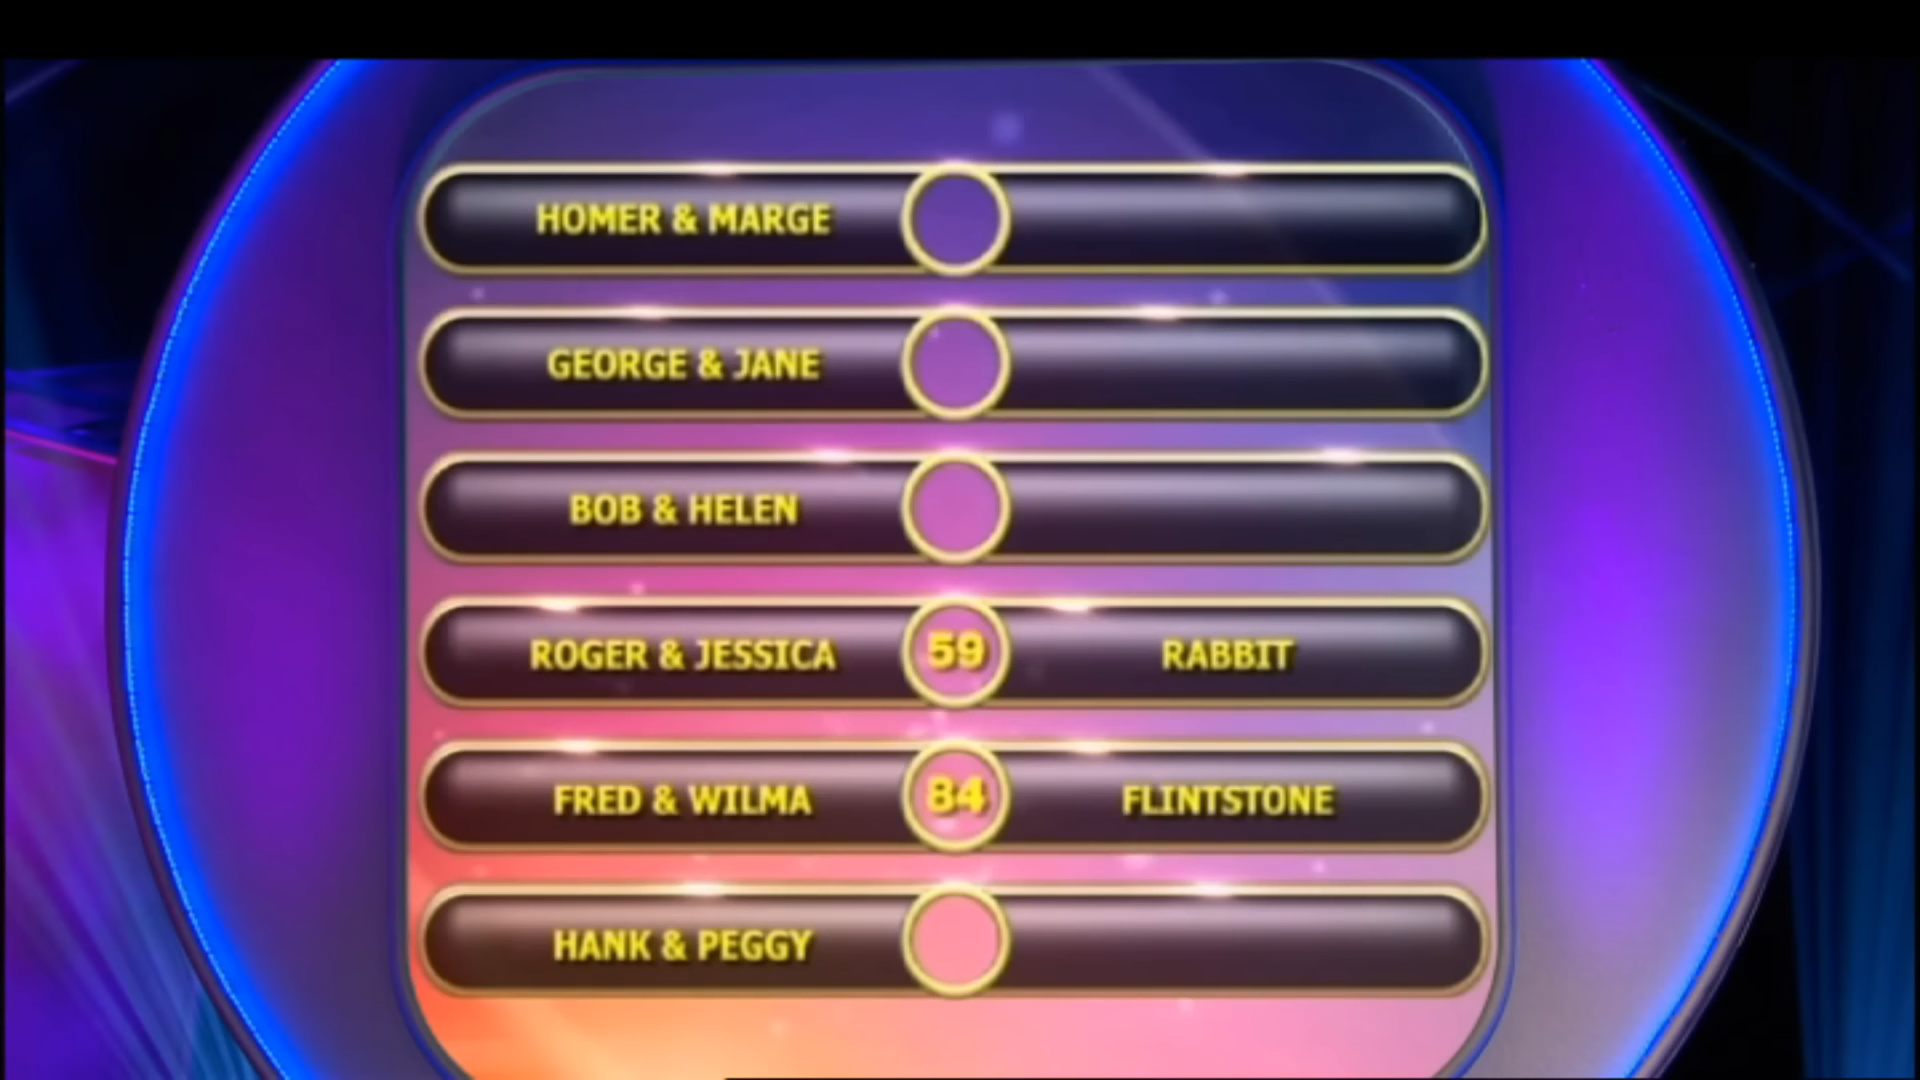 HOMER & MARGE
GEORGE & JANE
BOB & HELEN
ROGER & JESSICA 59 RABBIT
FRED & WILMA 84 FLINTSTONE
HANK & PEGGY